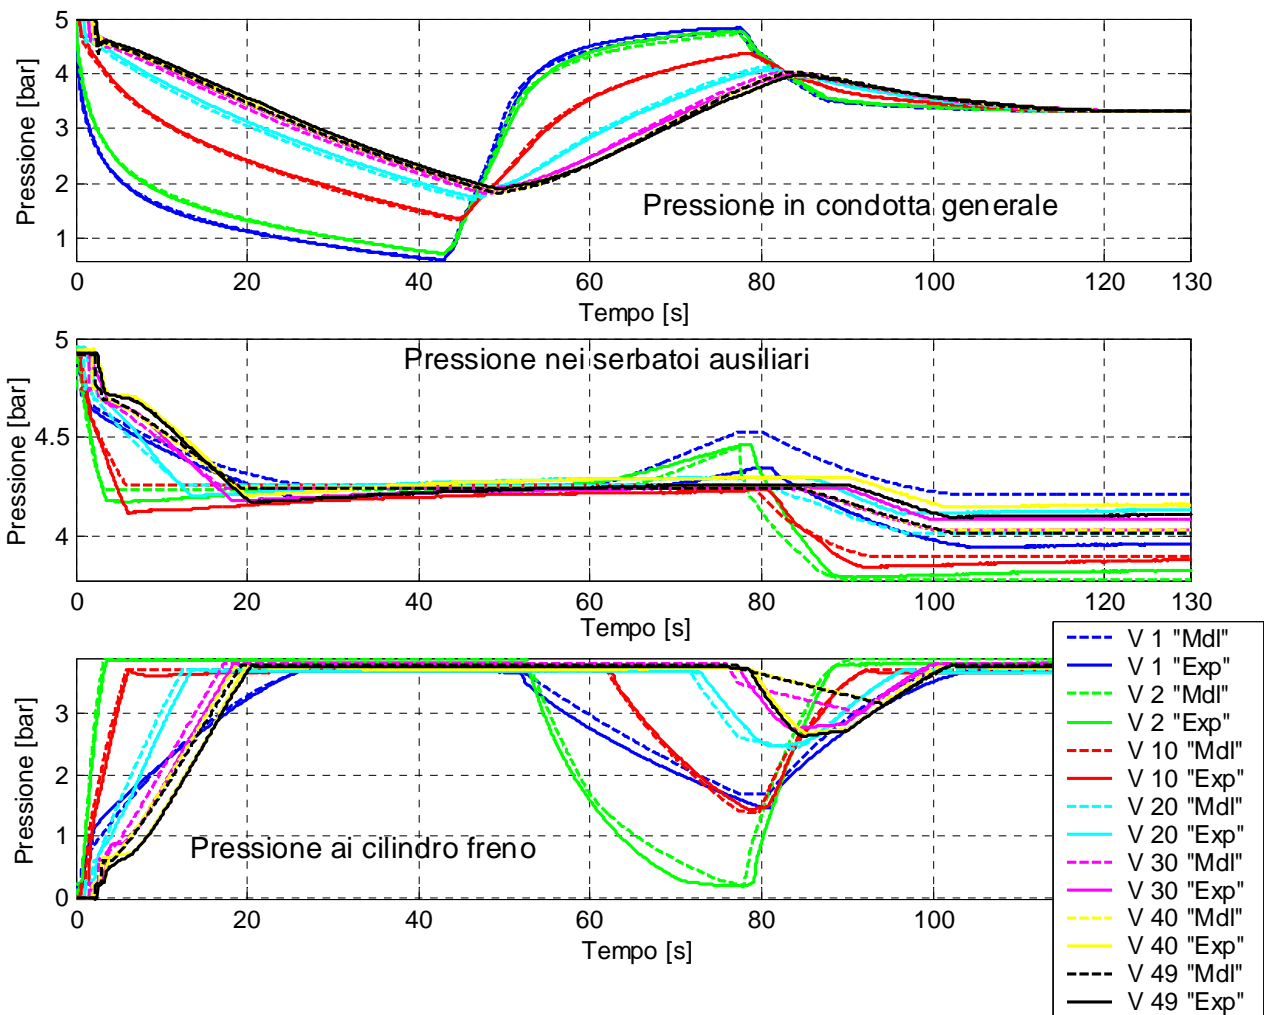 5
4
3
2
1
0 20 40 60 80 100 120 130
Pressione [bar]
Pressione in condotta generale
Tempo [s]
5
4.5
4
0 20 40 60 80 100 120 130
Pressione [bar]
Pressione nei serbatoi ausiliari
Tempo [s]
3
2
1
0
0 20 40 60 80 100
Pressione [bar]
Pressione ai cilindro freno
Tempo [s]
V 1 "Mdl"
V 1 "Exp"
V 2 "Mdl"
V 2 "Exp"
V 10 "Mdl"
V 10 "Exp"
V 20 "Mdl"
V 20 "Exp"
V 30 "Mdl"
V 30 "Exp"
V 40 "Mdl"
V 40 "Exp"
V 49 "Mdl"
V 49 "Exp"